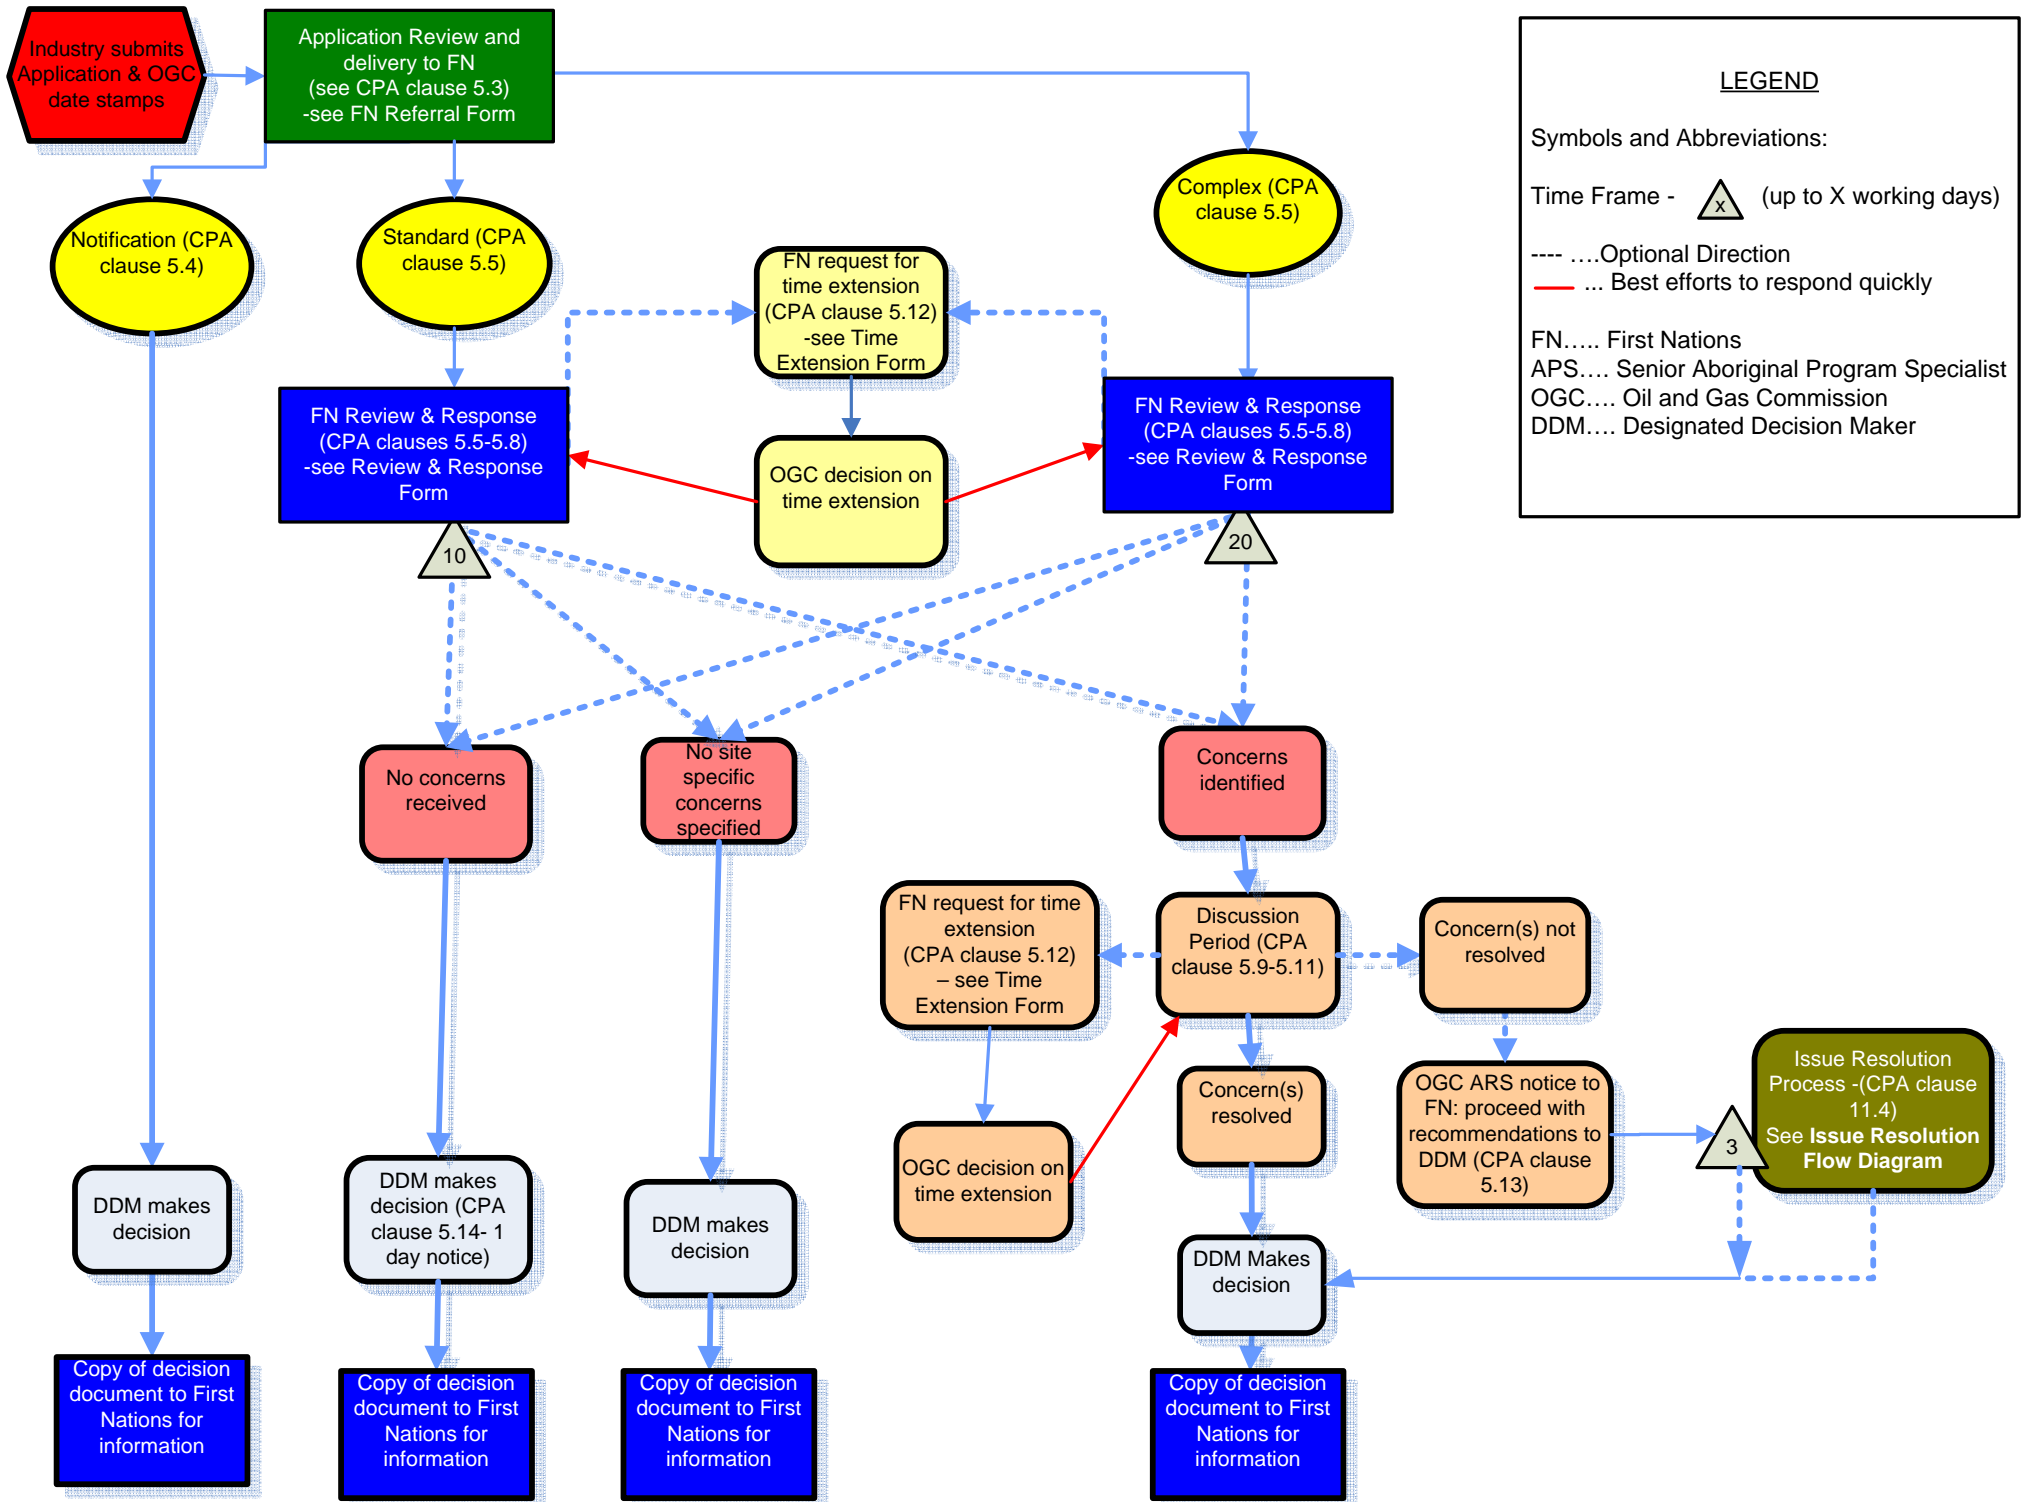 Industry submits
Application & OGC
date stamps
Application Review and
delivery to FN
(see CPA clause 5.3)
-see FN Referral Form
LEGEND
Symbols and Abbreviations:
Time Frame - x (up to X working days)
---- ….Optional Direction
... Best efforts to respond quickly
FN….. First Nations
APS…. Senior Aboriginal Program Specialist
OGC…. Oil and Gas Commission
DDM…. Designated Decision Maker
Notification (CPA
clause 5.4)
Standard (CPA
clause 5.5)
Complex (CPA
clause 5.5)
FN request for
time extension
(CPA clause 5.12)
-see Time
Extension Form
FN Review & Response
(CPA clauses 5.5-5.8)
-see Review & Response
Form
OGC decision on
time extension
FN Review & Response
(CPA clauses 5.5-5.8)
-see Review & Response
Form
10
20
No concerns
received
No site
specific
concerns
specified
Concerns
identified
FN request for time
extension
(CPA clause 5.12)
– see Time
Extension Form
Discussion
Period (CPA
clause 5.9-5.11)
Concern(s) not
resolved
OGC decision on
time extension
Concern(s)
resolved
OGC ARS notice to
FN: proceed with
recommendations to
DDM (CPA clause
5.13)
3
Issue Resolution
Process -(CPA clause
11.4)
See Issue Resolution
Flow Diagram
DDM makes
decision
DDM makes
decision (CPA
clause 5.14- 1
day notice)
DDM makes
decision
DDM Makes
decision
Copy of decision
document to First
Nations for
information
Copy of decision
document to First
Nations for
information
Copy of decision
document to First
Nations for
information
Copy of decision
document to First
Nations for
information